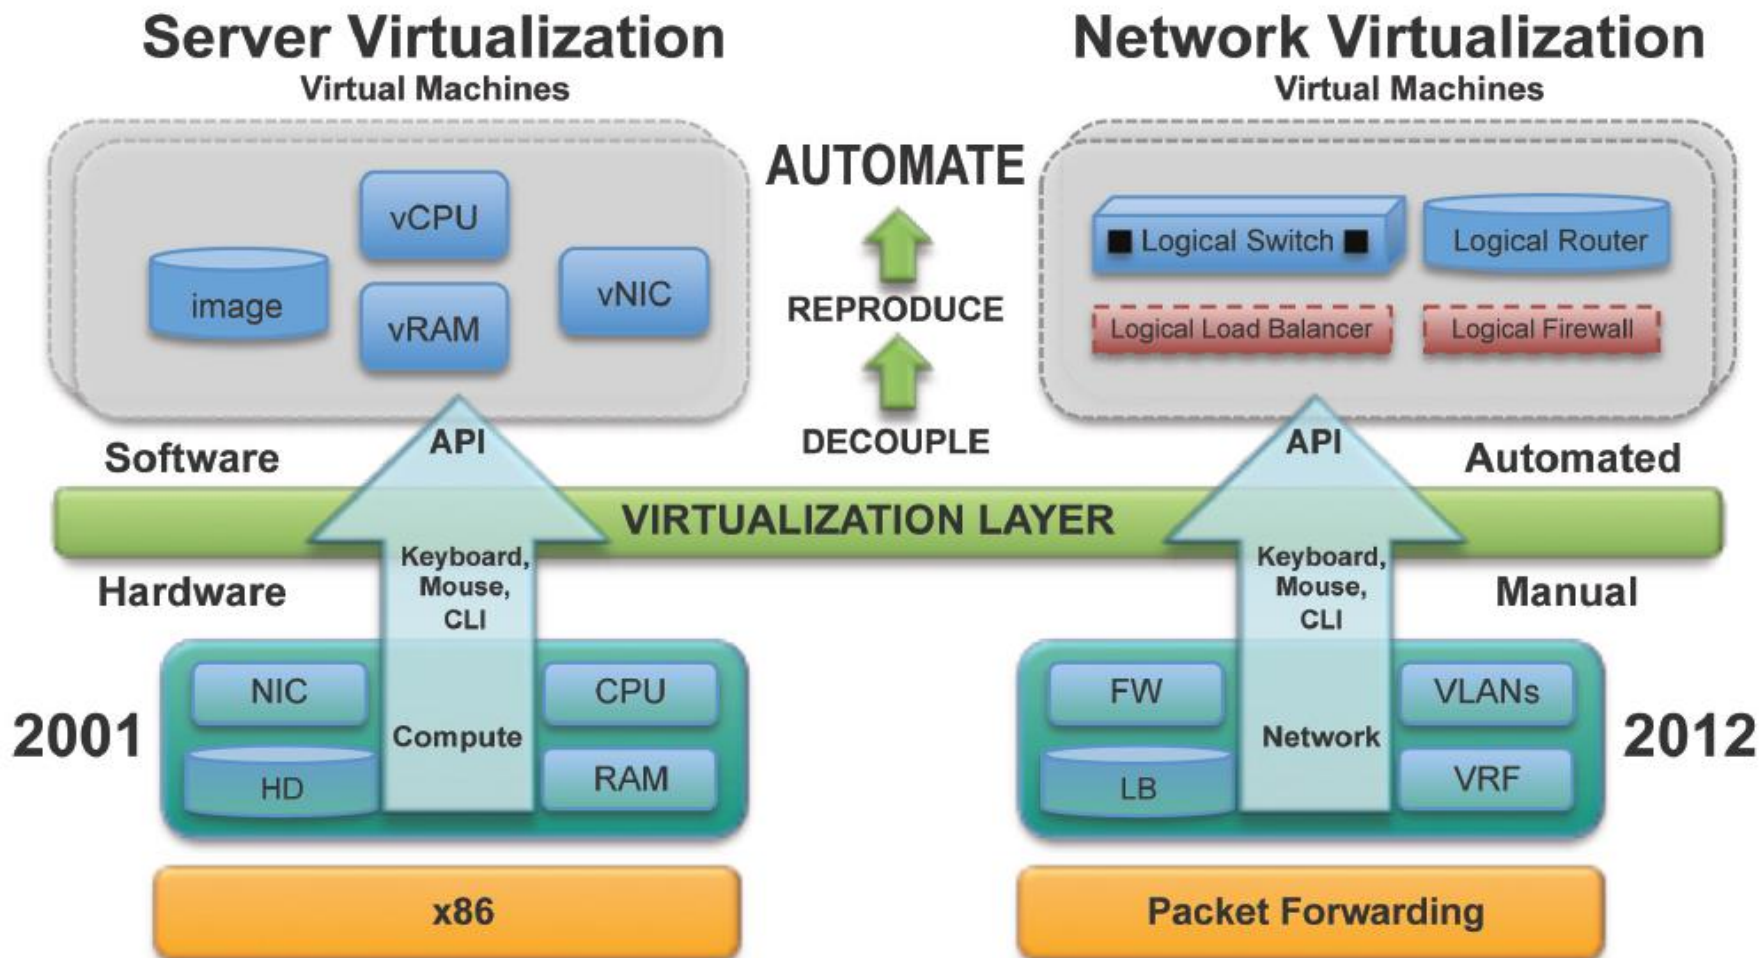 Server Virtualization
Virtual Machines
Network Virtualization
Virtual Machines
image
vCPU
vRAM
vNIC
AUTOMATE
REPRODUCE
DECOUPLE
Logical Switch
Logical Router
Logical Load Balancer
Logical Firewall
Software
API
API
Automated
VIRTUALIZATION LAYER
Hardware
Keyboard,
Mouse,
CLI
Keyboard,
Mouse,
CLI
Manual
2001
NIC
HD
Compute
CPU
RAM
FW
LB
Network
VLANs
VRF
2012
x86
Packet Forwarding